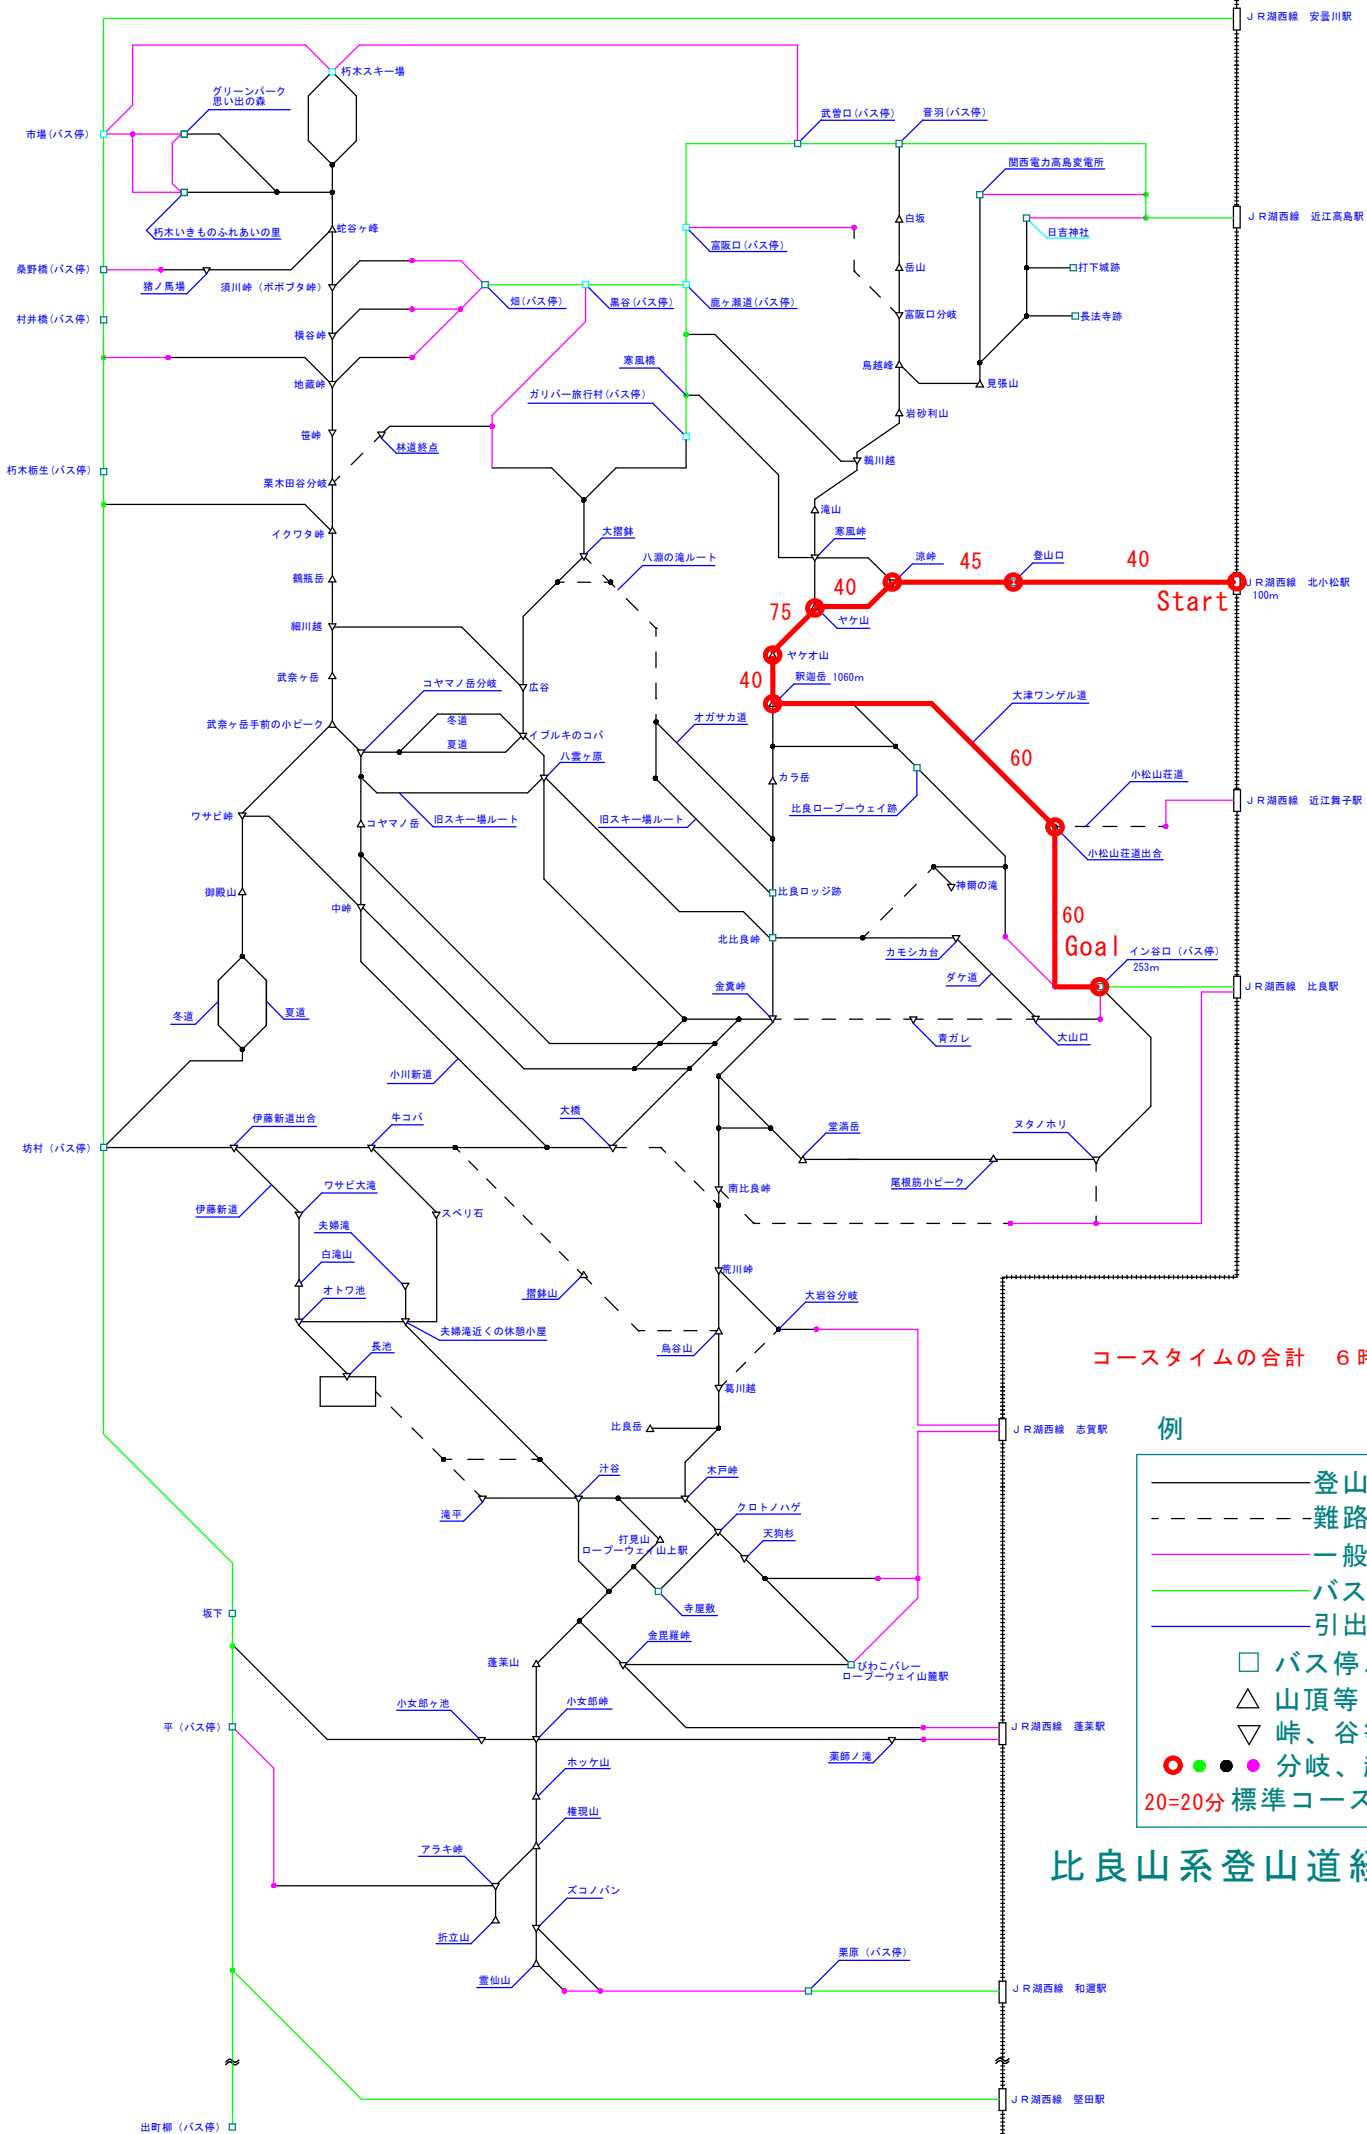 ＪＲ湖西線　安曇川駅
朽木スキー場
グリーンパーク
思い出の森
市場(バス停)
武曽口(バス停)
音羽(バス停)
関西電力高島変電所
白坂
ＪＲ湖西線　近江高島駅
朽木いきものふれあいの里
蛇谷ヶ峰
日吉神社
富阪口(バス停)
桑野橋(バス停)
猪ノ馬場
須川峠（ボボブタ峠)
岳山
打下城跡
畑(バス停)
黒谷(バス停)
鹿ヶ瀬道(バス停)
富阪口分岐
長法寺跡
村井橋(バス停)
横谷峠
寒風橋
鳥越峰
見張山
地蔵峠
ガリバー旅行村(バス停)
岩砂利山
笹峠
林道終点
鵜川越
朽木栃生(バス停)
栗木田谷分岐
滝山
イクワタ峠
大摺鉢
寒風峠
八淵の滝ルート
涼峠
45
登山口
40
鶴瓶岳
40
ＪＲ湖西線　北小松駅
100m
Start
75
ヤケ山
細川越
ヤケオ山
武奈ヶ岳
コヤマノ岳分岐
広谷
40
釈迦岳 1060m
大津ワンゲル道
武奈ヶ岳手前の小ピーク
冬道
オガサカ道
夏道
イブルキのコバ
八雲ヶ原
60
カラ岳
小松山荘道
比良ロープーウェイ跡
ＪＲ湖西線　近江舞子駅
ワサビ峠
コヤマノ岳
旧スキー場ルート
旧スキー場ルート
小松山荘道出合
御殿山
比良ロッジ跡
神爾の滝
中峠
60
北比良峠
Goal
カモシカ台
イン谷口（バス停)
253m
ダケ道
ＪＲ湖西線　比良駅
冬道
夏道
金糞峠
青ガレ
大山口
小川新道
坊村（バス停)
伊藤新道出合
牛コバ
大橋
堂満岳
ヌタノホリ
尾根筋小ピーク
南比良峠
伊藤新道
ワサビ大滝
夫婦滝
スベリ石
白滝山
荒川峠
オトワ池
摺鉢山
大岩谷分岐
夫婦滝近くの休憩小屋
長池
烏谷山
コースタイムの合計　６時
葛川越
比良岳
ＪＲ湖西線　志賀駅
例
汁谷
木戸峠
登山
滝平
クロトノハゲ
難路
打見山
ロープーウェイ山上駅
天狗杉
一般
バス
寺屋敷
坂下
引出
金毘羅峠
蓬莱山
びわこバレー
ロープーウェイ山麓駅
バス停
小女郎ヶ池
小女郎峠
山頂等
平（バス停)
薬師ノ滝
ＪＲ湖西線　蓬莱駅
峠、谷
ホッケ山
分岐、
権現山
20=20分 標準コース
アラキ峠
比良山系登山道
ズコノバン
折立山
栗原（バス停)
霊仙山
ＪＲ湖西線　和邇駅
ＪＲ湖西線　堅田駅
出町柳（バス停)